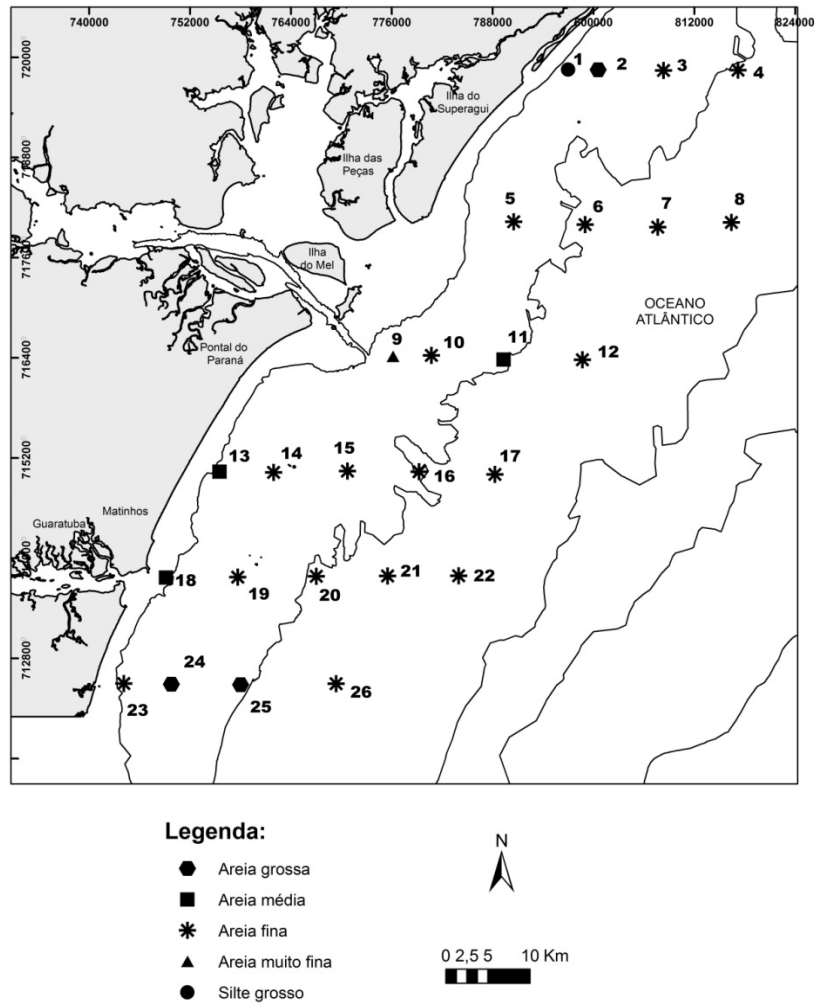 740000 752000 764000 776000 788000 800000 812000 824000
720000
718800
717600
716400
715200
712800
1 2 3 4
Ilha do
Superagui
Ilha das
Peças
5 6 7 8
Ilha
do Mel
OCEANO
ATLÂNTICO
Pontal do
Paraná
9 10 11 12
13 14 15 16 17
Matinhos
Guaratuba
18 19 20 21 22
23 24 25 26
Legenda:
Areia grossa
Areia média
Areia fina
Areia muito fina
Silte grosso
N
0 2,5 5 10 Km